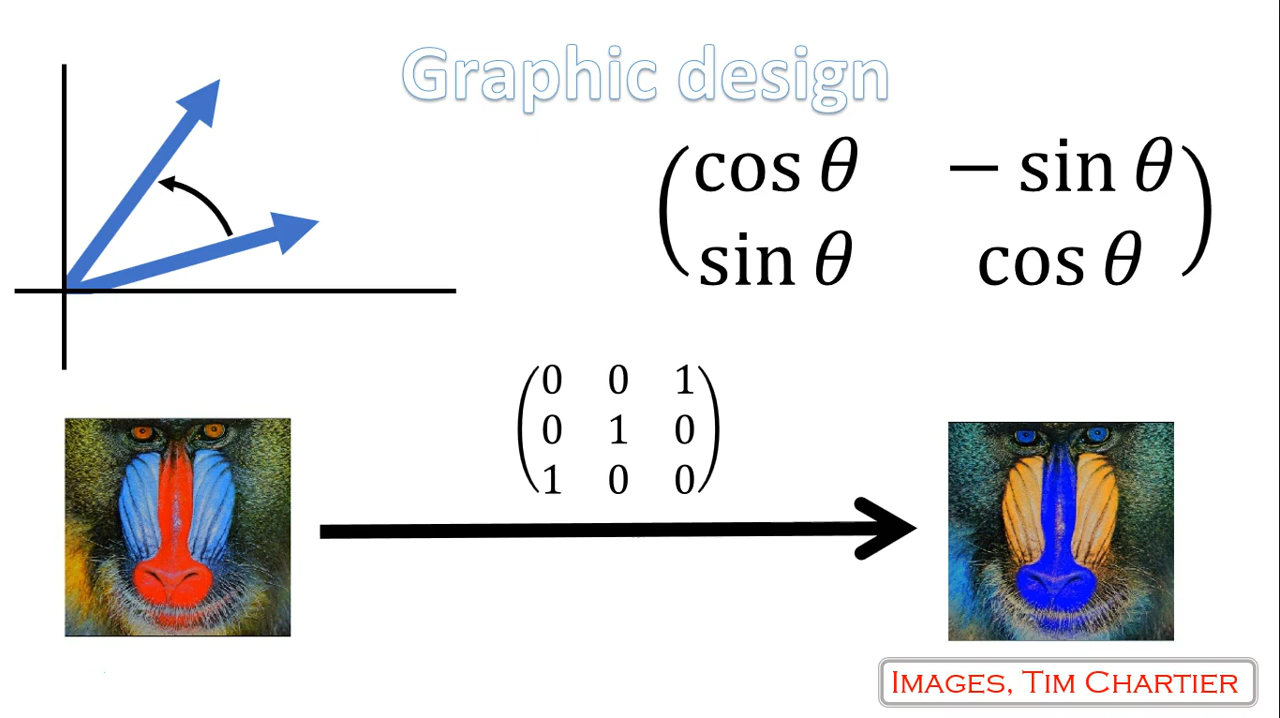 Graphic design
cos θ − sin θ
sin θ cos θ
0 0 1
0 1 0
1 0 0
IMAGES, TIM CHARTIER